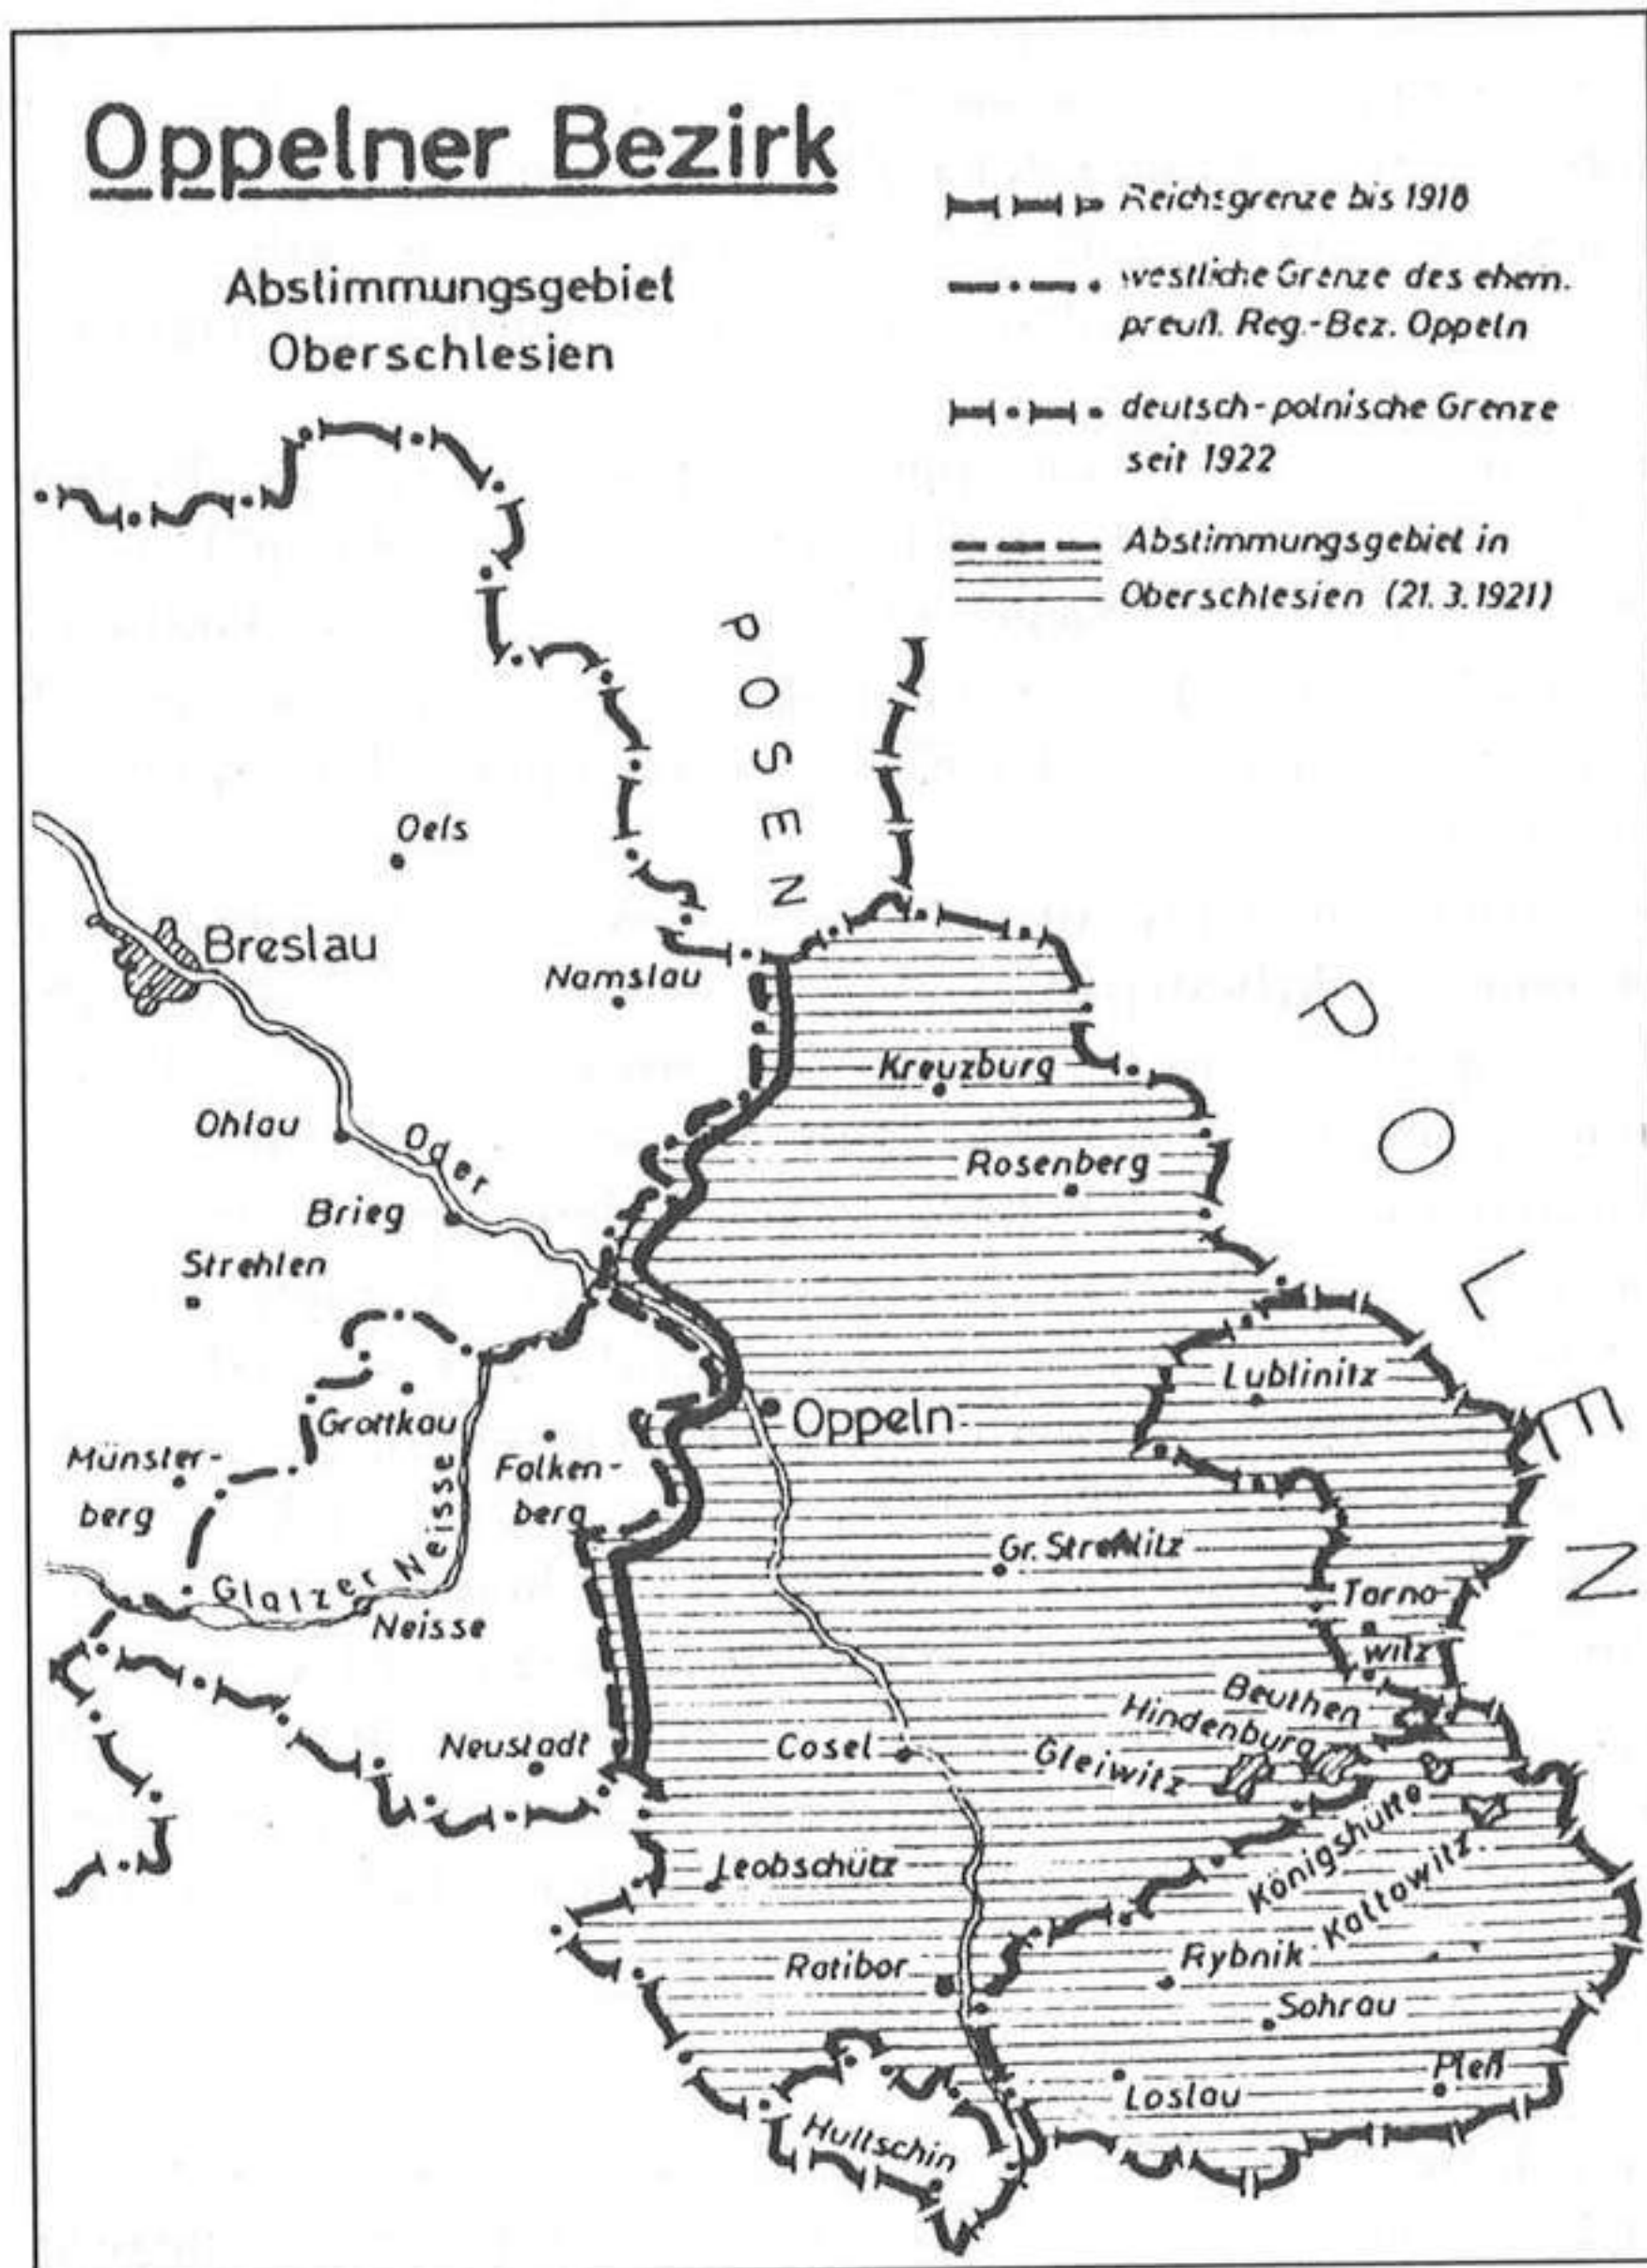 Oppelner Bezirk
Abstimmungsgebiet
Oberschlesien
Reichsgrenze bis 1918
westliche Grenze des ehem.
preuß. Reg.-Bez. Oppeln
deutsch-polnische Grenze
seit 1922
Abstimmungsgebiet in
Oberschlesien (21.3.1921)
POSEN
POLEN
Oels
Breslau
Namslau
Kreuzburg
Ohlau
Oder
Rosenberg
Brieg
Strehlen
Lublinitz
Oppeln
Grottkau
Münster-
berg
Falken-
berg
Glatzer Neisse
Neisse
Gr. Strehlitz
Tarno-
witz
Beuthen
Hindenburg
Gleiwitz
Neustadt
Cosel
Königshütte
Kattowitz
Leobschütz
Ratibor
Rybnik
Sohrau
Loslau
Pleß
Hultschin